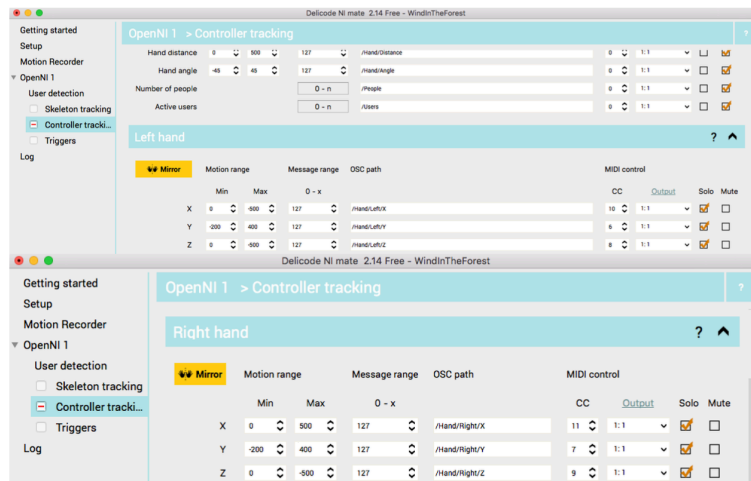 Delicode NI mate 2.14 Free - WindInTheForest
Getting started
Setup
Motion Recorder
OpenNI 1
User detection
Skeleton tracking
Controller tracki...
Triggers
Log
OpenNI 1 > Controller tracking ?
Hand distance 0 500 127 /Hand/Distance 0 1: 1
Hand angle -45 45 127 /Hand/Angle 0 1: 1
Number of people 0 - n /People 0 1: 1
Active users 0 - n /Users 0 1: 1
Left hand ?
Mirror Motion range Message range OSC path MIDI control
Min Max 0 - x CC Output Solo Mute
X 0 -500 127 /Hand/Left/X 10 1: 1
Y -200 400 127 /Hand/Left/Y 6 1: 1
Z 0 -500 127 /Hand/Left/Z 8 1: 1
Delicode NI mate 2.14 Free - WindInTheForest
Getting started
Setup
Motion Recorder
OpenNI 1
User detection
Skeleton tracking
Controller tracki...
Triggers
Log
OpenNI 1 > Controller tracking ?
Right hand ?
Mirror Motion range Message range OSC path MIDI control
Min Max 0 - x CC Output Solo Mute
X 0 500 127 /Hand/Right/X 11 1: 1
Y -200 400 127 /Hand/Right/Y 7 1: 1
Z 0 -500 127 /Hand/Right/Z 9 1: 1